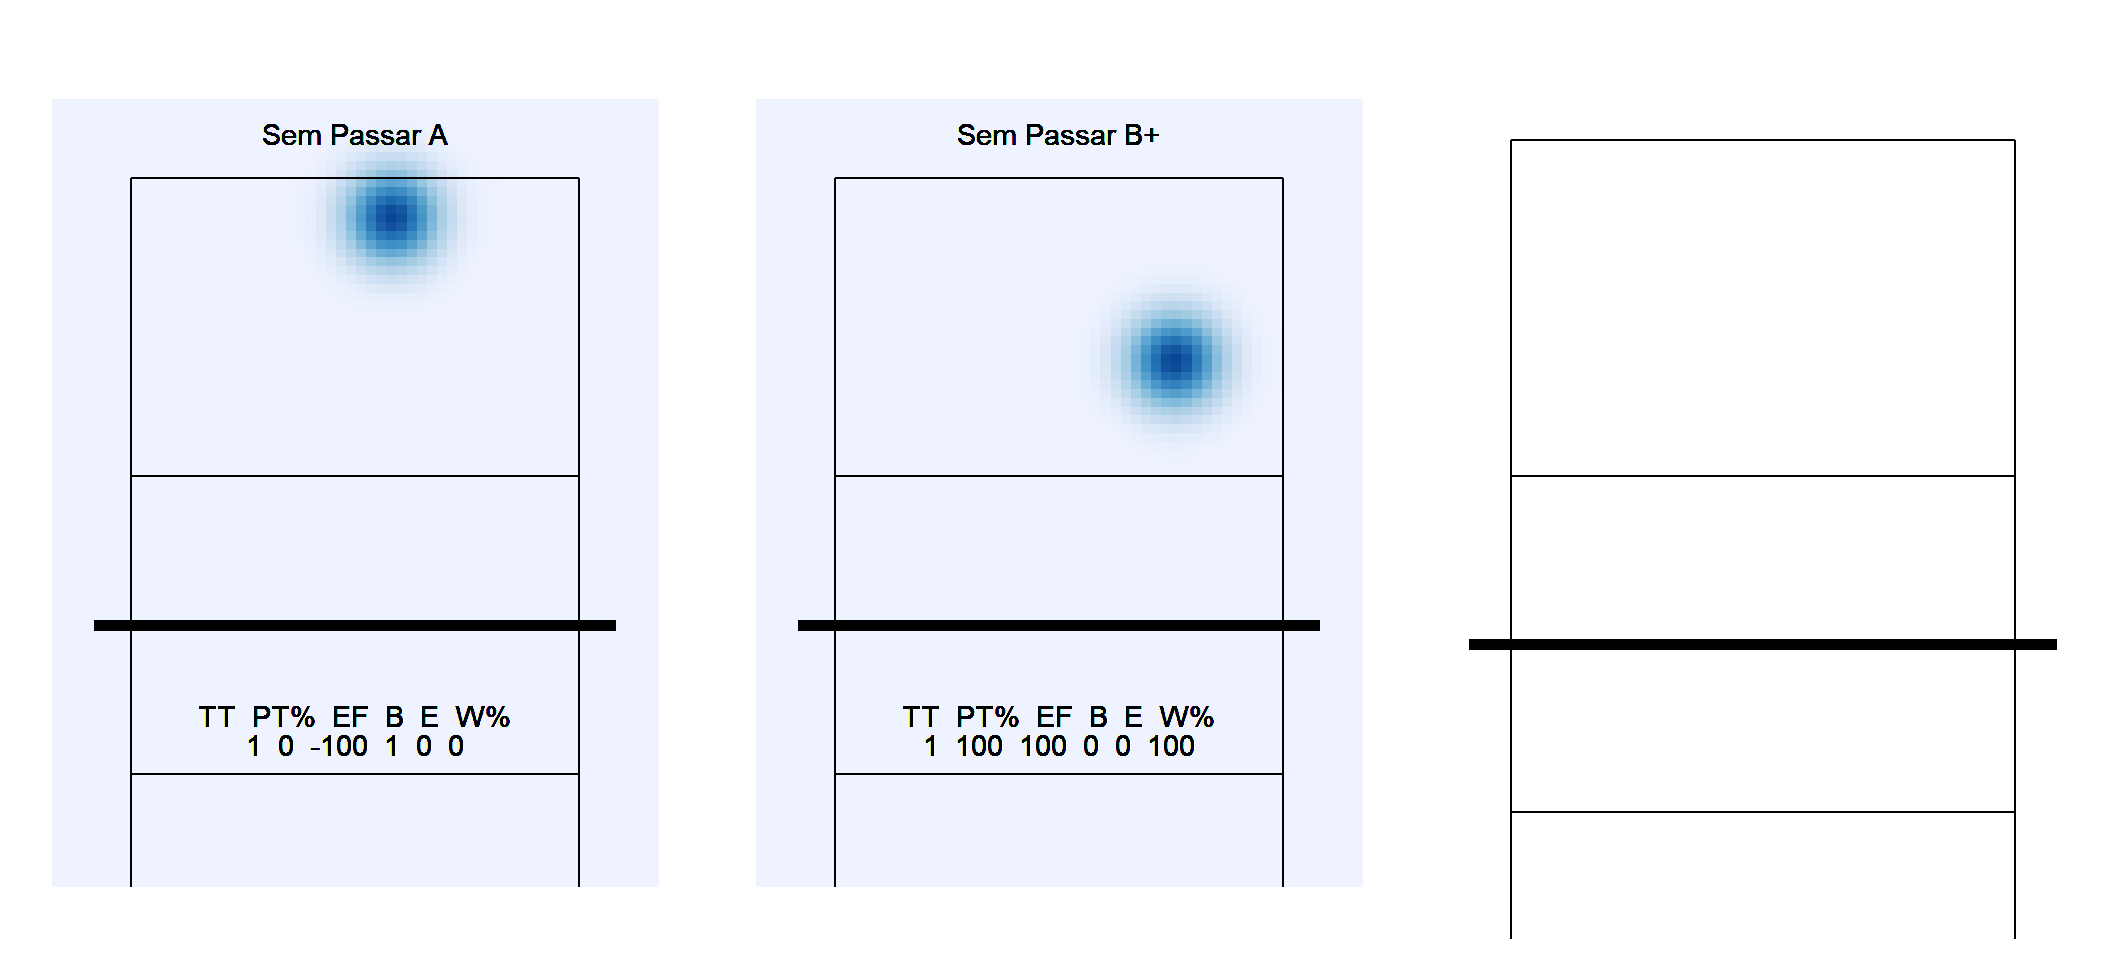 Sem Passar A
TT PT% EF B E W%
1 0 -100 1 0 0
Sem Passar B+
TT PT% EF B E W%
1 100 100 0 0 100